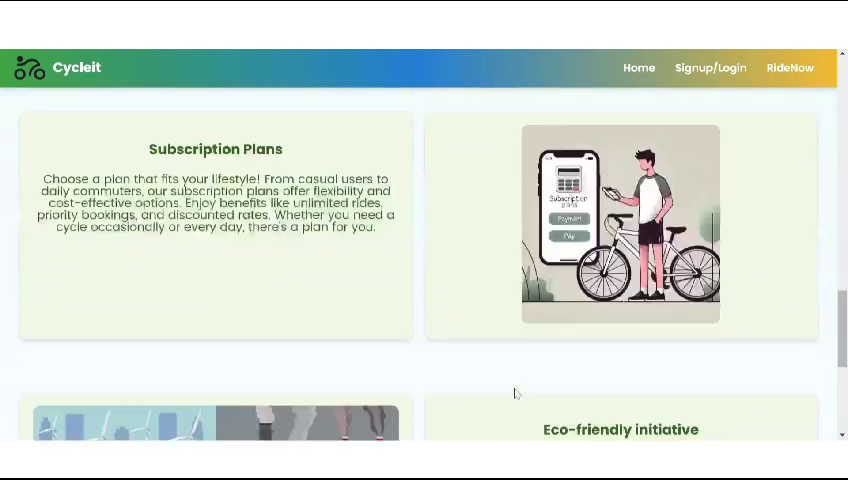 Cycleit
Home Signup/Login RideNow
Subscription Plans
Choose a plan that fits your lifestyle! From casual users to
daily commuters, our subscription plans offer flexibility and
cost-effective options. Enjoy benefits like unlimited rides,
priority bookings, and discounted rates. Whether you need a
cycle occasionally or every day, there's a plan for you.
Subscription
plans
Payment
Pay
Eco-friendly initiative